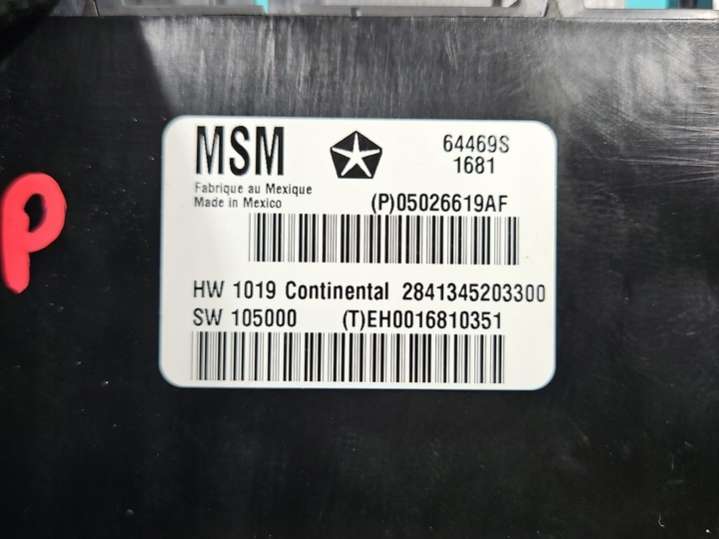 MSM
64469S
1681
Fabrique au Mexique
Made in Mexico
(P)05026619AF
HW 1019 Continental 2841345203300
SW 105000 (T)EH0016810351
P